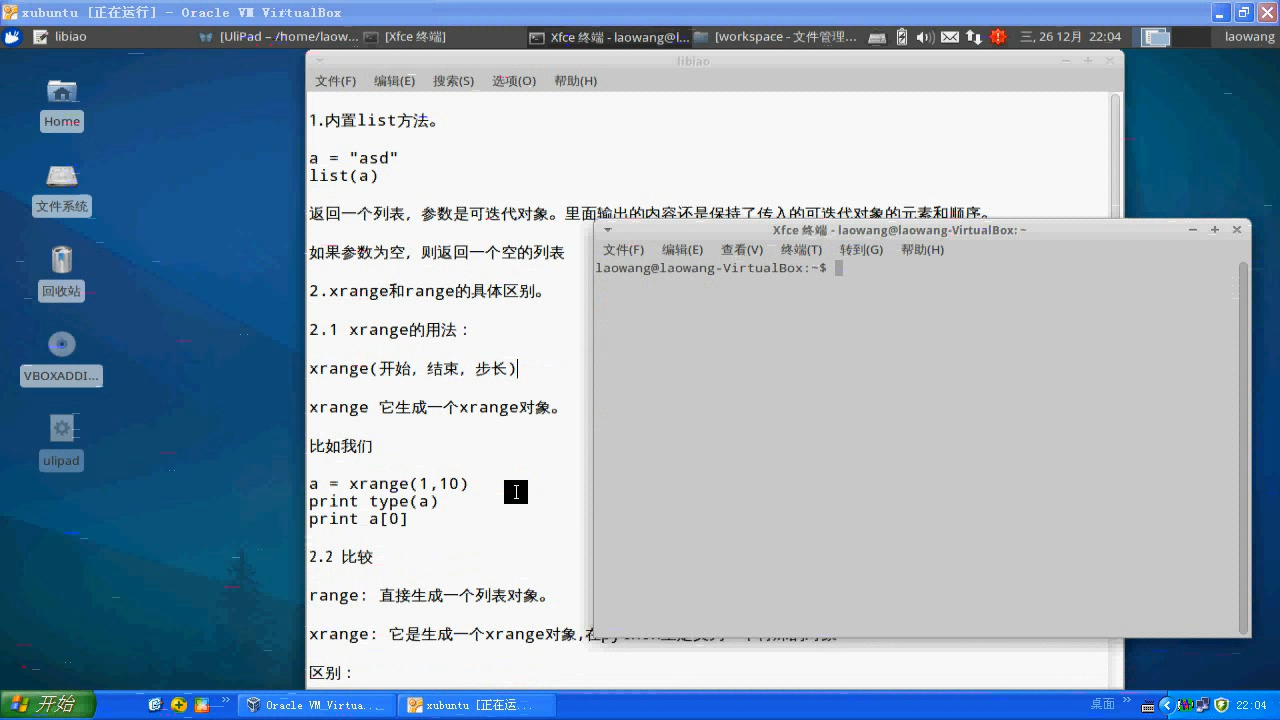 xubuntu [正在运行] - Oracle VM VirtualBox
libiao
[UliPad - /home/laow...
[Xfce 终端]
Xfce 终端 - laowang@l...
[workspace - 文件管理...
三, 26 12月 22:04
laowang
Home
文件系统
回收站
VBOXADDI...
ulipad
libiao
文件(F) 编辑(E) 搜索(S) 选项(O) 帮助(H)
1.内置list方法。
a = "asd"
list(a)
返回一个列表，参数是可迭代对象。里面输出的内容还是保持了传入的可迭代对象的元素和顺序。
如果参数为空，则返回一个空的列表
2.xrange和range的具体区别。
2.1 xrange的用法：
xrange(开始，结束，步长)
xrange 它生成一个xrange对象。
比如我们
a = xrange(1,10)
print type(a)
print a[0]
2.2 比较
range: 直接生成一个列表对象。
xrange: 它是生成一个xrange对象,在
区别：
Xfce 终端 - laowang@laowang-VirtualBox: ~
文件(F) 编辑(E) 查看(V) 终端(T) 转到(G) 帮助(H)
laowang@laowang-VirtualBox:~$
开始
Oracle VM Virtua...
xubuntu [正在运...
桌面
22:04